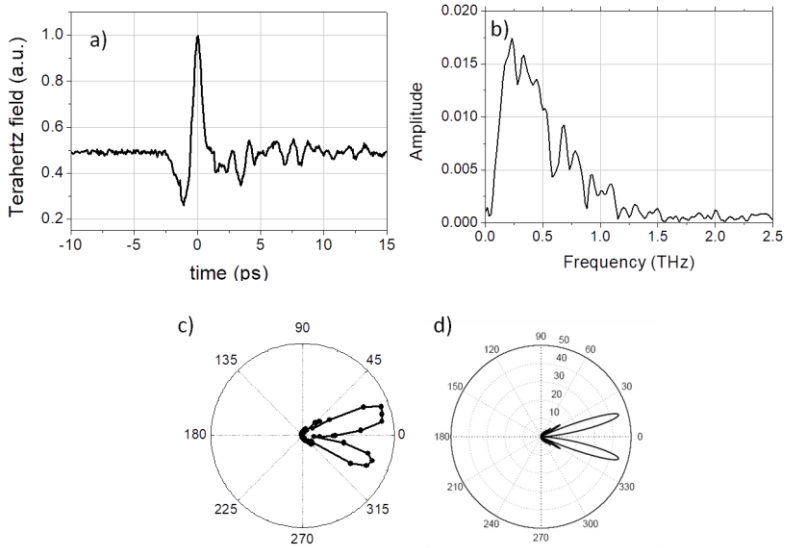 a)
Terahertz field (a.u.)
1.0
0.8
0.6
0.4
0.2
-10 -5 0 5 10 15
time (ps)
b)
Amplitude
0.020
0.015
0.010
0.005
0.000
0.0 0.5 1.0 1.5 2.0 2.5
Frequency (THz)
c)
90
135 45
180 0
225 315
270
d)
90 50
120 60
40
150 30 30
20
10
180 0
210 330
240 300
270